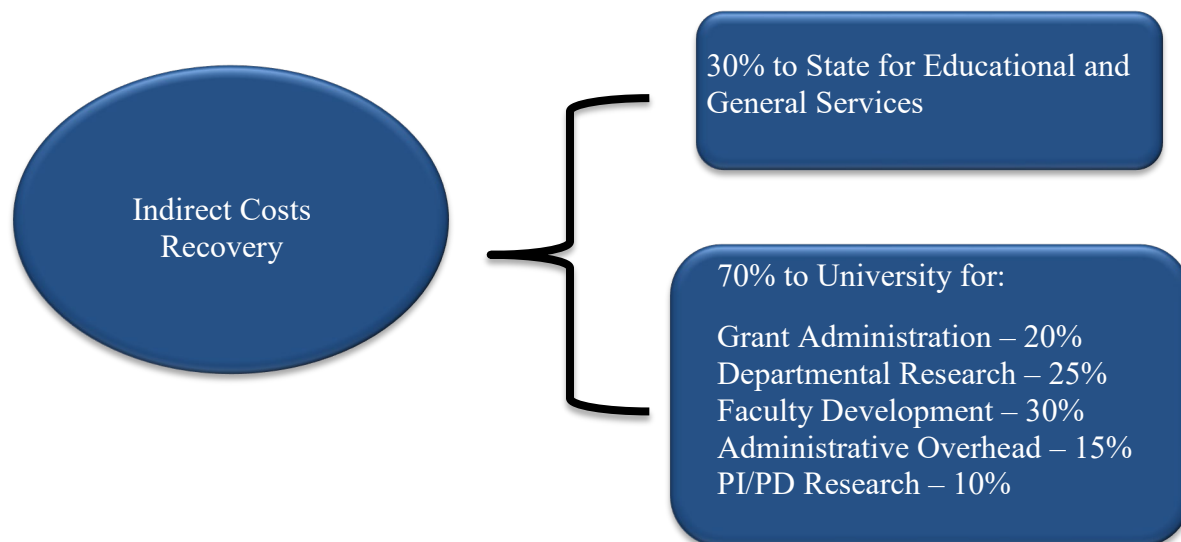 Indirect Costs
Recovery
30% to State for Educational and
General Services
70% to University for:
Grant Administration – 20%
Departmental Research – 25%
Faculty Development – 30%
Administrative Overhead – 15%
PI/PD Research – 10%